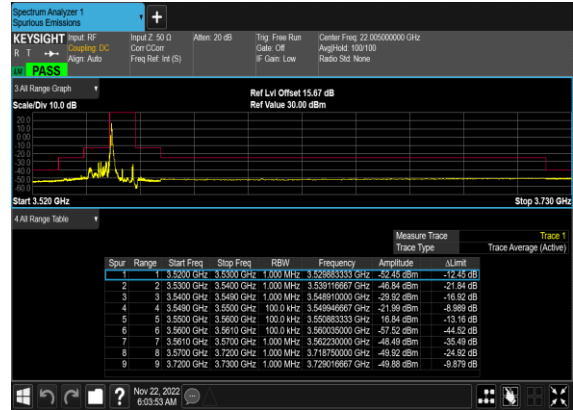 Spectrum Analyzer 1
Spurious Emissions
KEYSIGHT Input: RF Input Z: 50 Ω Atten: 20 dB Trig: Free Run Center Freq: 22.005000000 GHz
R T Coupling: DC Corr CCorr Gate: Off Avg|Hold: 100/100
Align: Auto Freq Ref: Int (S) IF Gain: Low Radio Std: None
PASS
3 All Range Graph
Ref Lvl Offset 15.67 dB
Scale/Div 10.0 dB Ref Value 30.00 dBm
20.0
10.0
0.00
-10.0
-20.0
-30.0
-40.0
-50.0
-60.0
Start 3.520 GHz Stop 3.730 GHz
4 All Range Table
Measure Trace Trace 1
Trace Type Trace Average (Active)
Spur Range Start Freq Stop Freq RBW Frequency Amplitude ΔLimit
1 1 3.5200 GHz 3.5300 GHz 1.000 MHz 3.529883333 GHz -52.45 dBm -12.45 dB
2 2 3.5300 GHz 3.5400 GHz 1.000 MHz 3.539116667 GHz -46.84 dBm -21.84 dB
3 3 3.5400 GHz 3.5490 GHz 1.000 MHz 3.548910000 GHz -29.92 dBm -16.92 dB
4 4 3.5490 GHz 3.5500 GHz 100.0 kHz 3.549946667 GHz -21.99 dBm -8.989 dB
5 5 3.5500 GHz 3.5600 GHz 100.0 kHz 3.550883333 GHz 16.84 dBm -13.16 dB
6 6 3.5600 GHz 3.5610 GHz 100.0 kHz 3.560035000 GHz -57.52 dBm -44.52 dB
7 7 3.5610 GHz 3.5700 GHz 1.000 MHz 3.562230000 GHz -48.49 dBm -35.49 dB
8 8 3.5700 GHz 3.7200 GHz 1.000 MHz 3.718750000 GHz -49.92 dBm -24.92 dB
9 9 3.7200 GHz 3.7300 GHz 1.000 MHz 3.729016667 GHz -49.88 dBm -9.879 dB
? Nov 22, 2022
6:03:53 AM